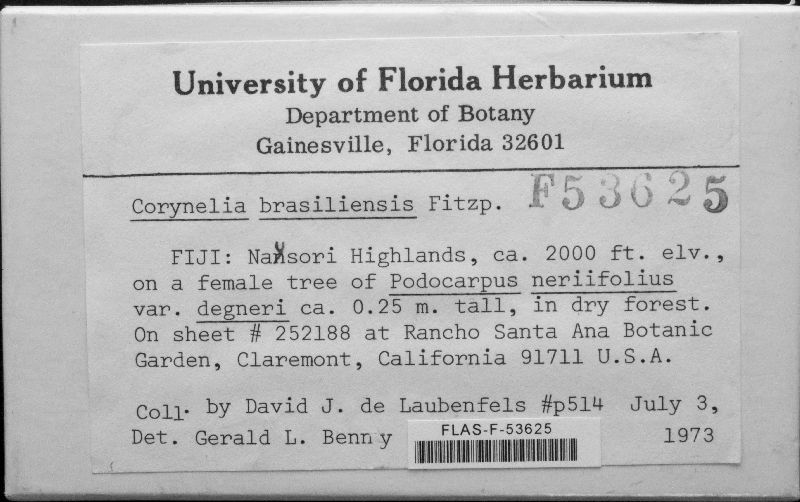 University of Florida Herbarium
Department of Botany
Gainesville, Florida 32601
Corynelia brasiliensis Fitzp. F53625
FIJI: Nausori Highlands, ca. 2000 ft. elv.,
on a female tree of Podocarpus neriifolius
var. degneri ca. 0.25 m. tall, in dry forest.
On sheet # 252188 at Rancho Santa Ana Botanic
Garden, Claremont, California 91711 U.S.A.
Coll. by David J. de Laubenfels #p514 July 3,
Det. Gerald L. Benny 1973
FLAS-F-53625